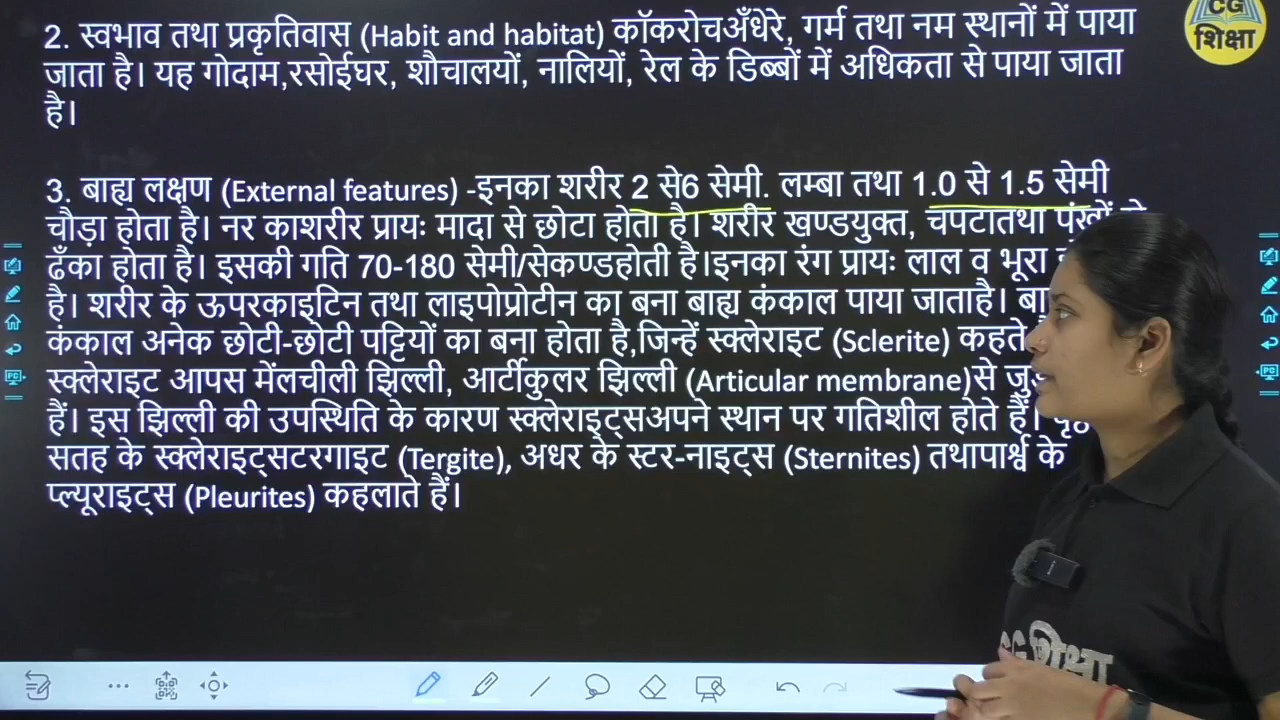 2. स्वभाव तथा प्रकृतिवास (Habit and habitat) कॉकरोचअँधेरे, गर्म तथा नम स्थानों में पाया
जाता है। यह गोदाम,रसोईघर, शौचालयों, नालियों, रेल के डिब्बों में अधिकता से पाया जाता
है।
3. बाह्य लक्षण (External features) -इनका शरीर 2 से6 सेमी. लम्बा तथा 1.0 से 1.5 सेमी
चौड़ा होता है। नर काशरीर प्रायः मादा से छोटा होता है। शरीर खण्डयुक्त, चपटातथा पंखों
ढँका होता है। इसकी गति 70-180 सेमी/सेकण्डहोती है।इनका रंग प्रायः लाल व भूरा
है। शरीर के ऊपरकाइटिन तथा लाइपोप्रोटीन का बना बाह्य कंकाल पाया जाताहै।
कंकाल अनेक छोटी-छोटी पट्टियों का बना होता है,जिन्हें स्क्लेराइट (Sclerite) कहते
स्क्लेराइट आपस मेंलचीली झिल्ली, आर्टीकुलर झिल्ली (Articular membrane)से
हैं। इस झिल्ली की उपस्थिति के कारण स्क्लेराइट्सअपने स्थान पर गतिशील होते हैं।
सतह के स्क्लेराइट्सटरगाइट (Tergite), अधर के स्टर-नाइट्स (Sternites) तथापार्श्व के
प्ल्यूराइट्स (Pleurites) कहलाते हैं।
CG
शिक्षा
CG शिक्षा